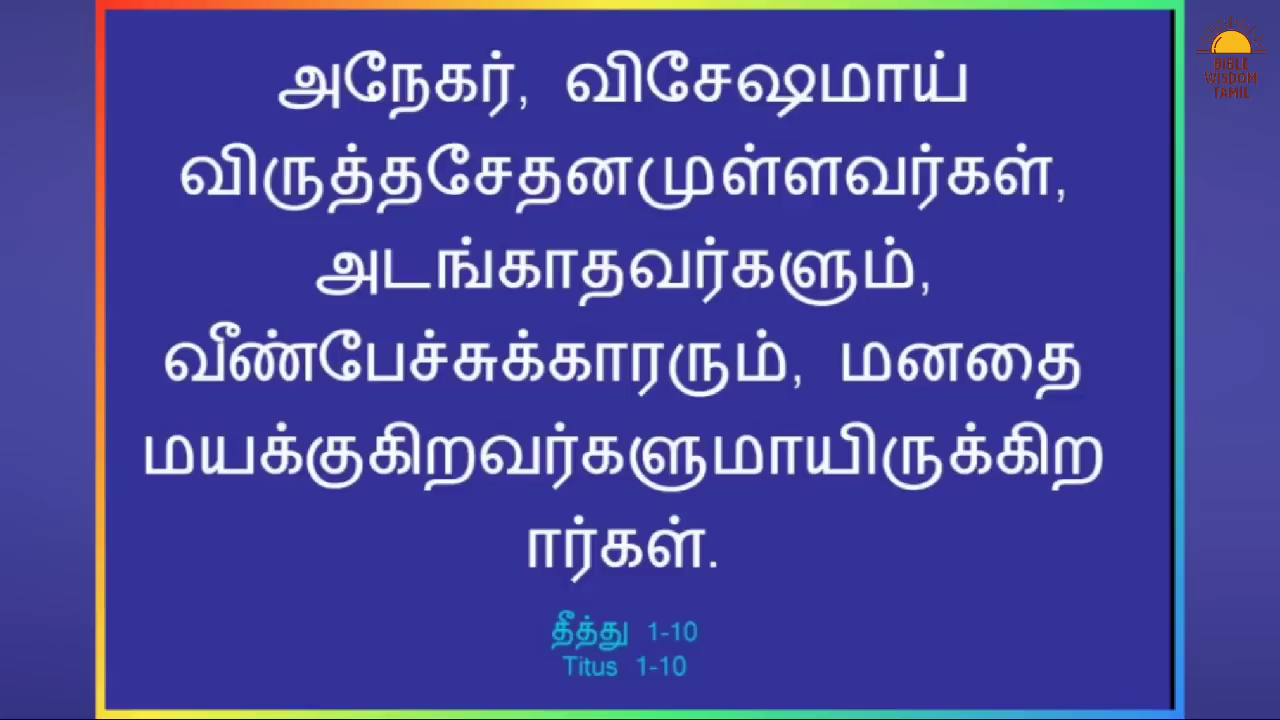 அநேகர், விசேஷமாய்
விருத்தசேதனமுள்ளவர்கள்,
அடங்காதவர்களும்,
வீண்பேச்சுக்காரரும், மனதை
மயக்குகிறவர்களுமாயிருக்கிற
ார்கள்.
தீத்து 1-10
Titus 1-10
BIBLE
WISDOM
TAMIL